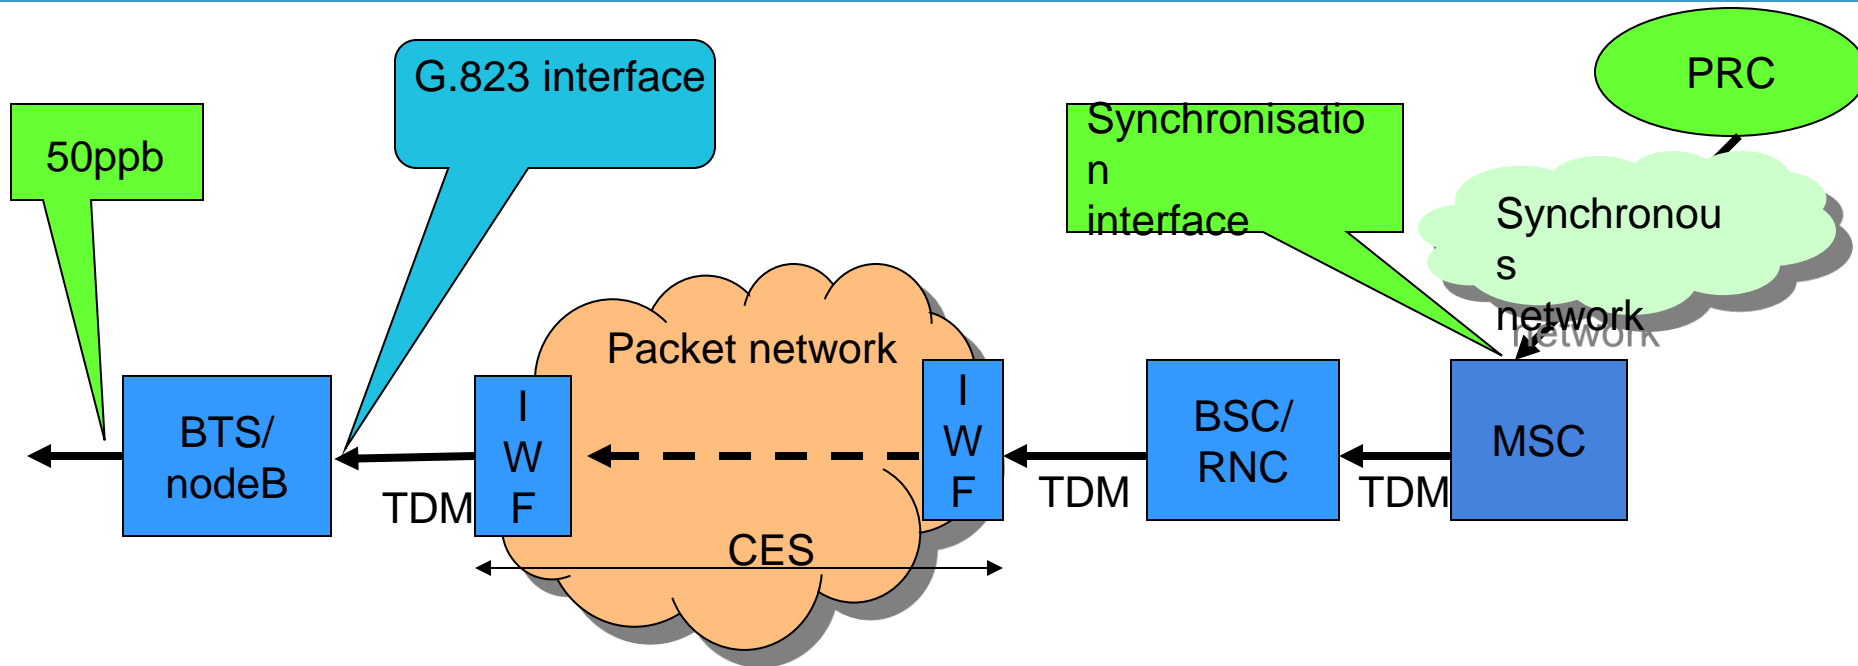 PRC
G.823 interface
50ppb
Synchronisatio
n
interface
Synchronou
s
network
Packet network
I
W
F
I
W
F
BTS/
nodeB
BSC/
RNC
MSC
TDM
TDM
TDM
CES